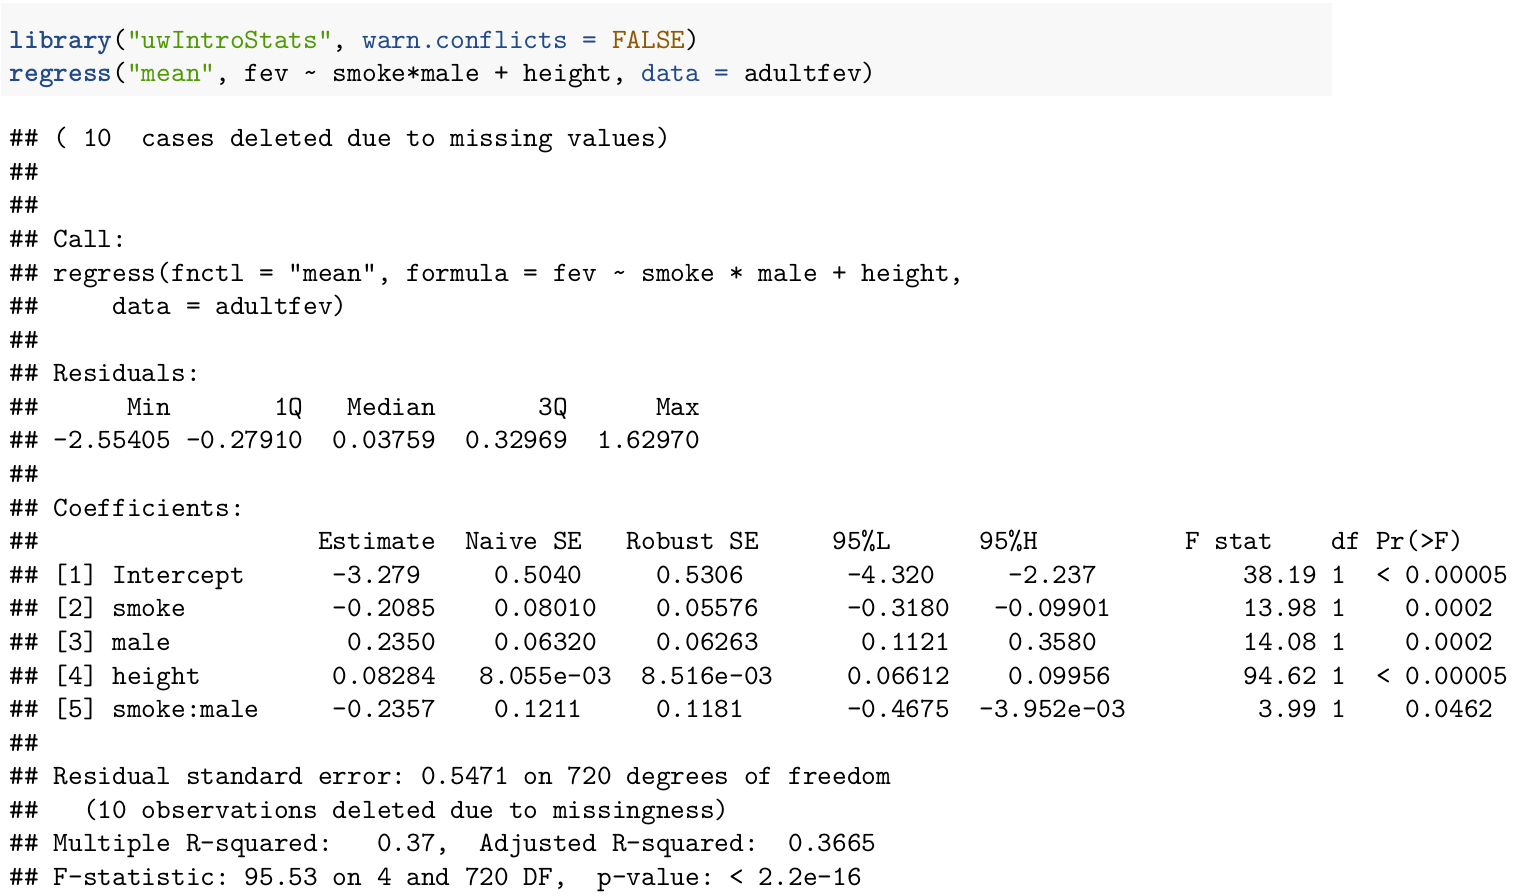 library("uwIntroStats", warn.conflicts = FALSE)
regress("mean", fev ~ smoke*male + height, data = adultfev)
## ( 10  cases deleted due to missing values)
##
##
## Call:
## regress(fnctl = "mean", formula = fev ~ smoke * male + height,
##     data = adultfev)
##
## Residuals:
##      Min       1Q   Median       3Q      Max
## -2.55405 -0.27910  0.03759  0.32969  1.62970
##
## Coefficients:
##                   Estimate  Naive SE   Robust SE     95%L      95%H          F stat    df Pr(>F)
## [1] Intercept      -3.279     0.5040     0.5306       -4.320     -2.237          38.19 1  < 0.00005
## [2] smoke          -0.2085    0.08010    0.05576      -0.3180   -0.09901         13.98 1    0.0002
## [3] male            0.2350    0.06320    0.06263       0.1121    0.3580          14.08 1    0.0002
## [4] height         0.08284   8.055e-03  8.516e-03     0.06612    0.09956         94.62 1  < 0.00005
## [5] smoke:male     -0.2357    0.1211     0.1181       -0.4675  -3.952e-03         3.99 1    0.0462
##
## Residual standard error: 0.5471 on 720 degrees of freedom
##   (10 observations deleted due to missingness)
## Multiple R-squared:   0.37,  Adjusted R-squared:  0.3665
## F-statistic: 95.53 on 4 and 720 DF,  p-value: < 2.2e-16